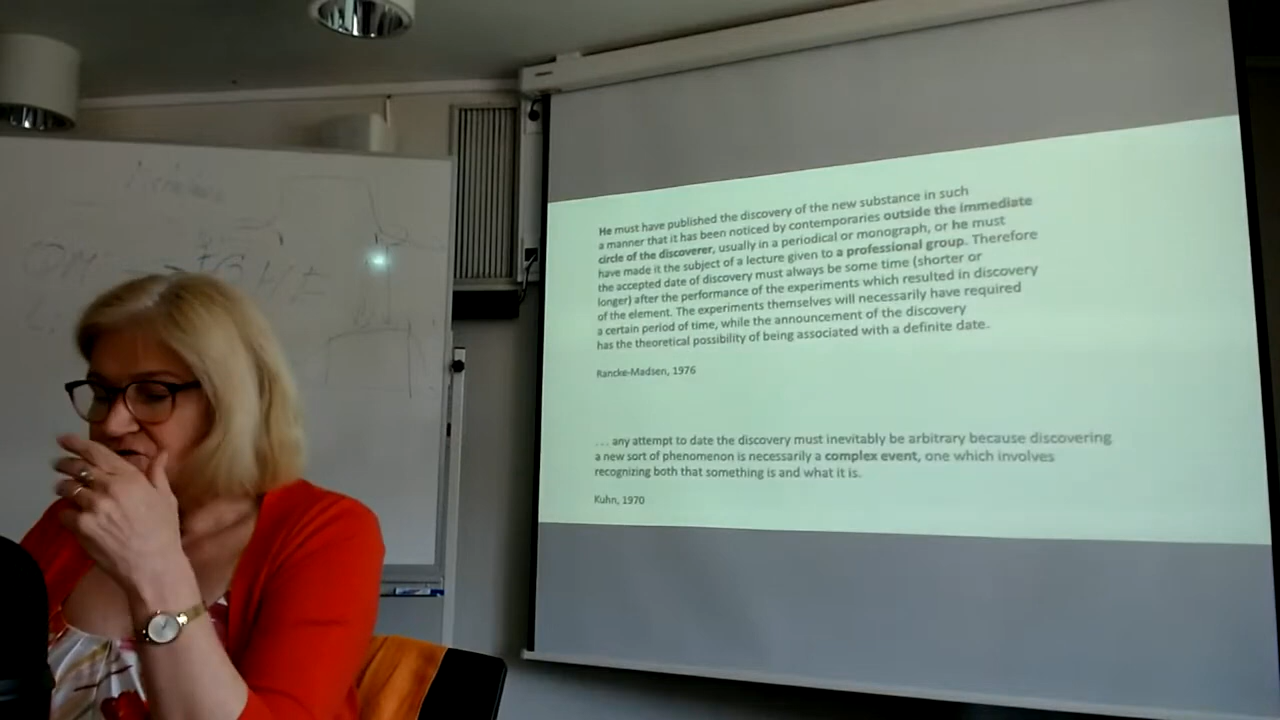 He must have published the discovery of the new substance in such
a manner that it has been noticed by contemporaries outside the immediate
circle of the discoverer, usually in a periodical or monograph, or he must
have made it the subject of a lecture given to a professional group. Therefore
the accepted date of discovery must always be some time (shorter or
longer) after the performance of the experiments which resulted in discovery
of the element. The experiments themselves will necessarily have required
a certain period of time, while the announcement of the discovery
has the theoretical possibility of being associated with a definite date.
Rancke-Madsen, 1976
. . . any attempt to date the discovery must inevitably be arbitrary because discovering
a new sort of phenomenon is necessarily a complex event, one which involves
recognizing both that something is and what it is.
Kuhn, 1970